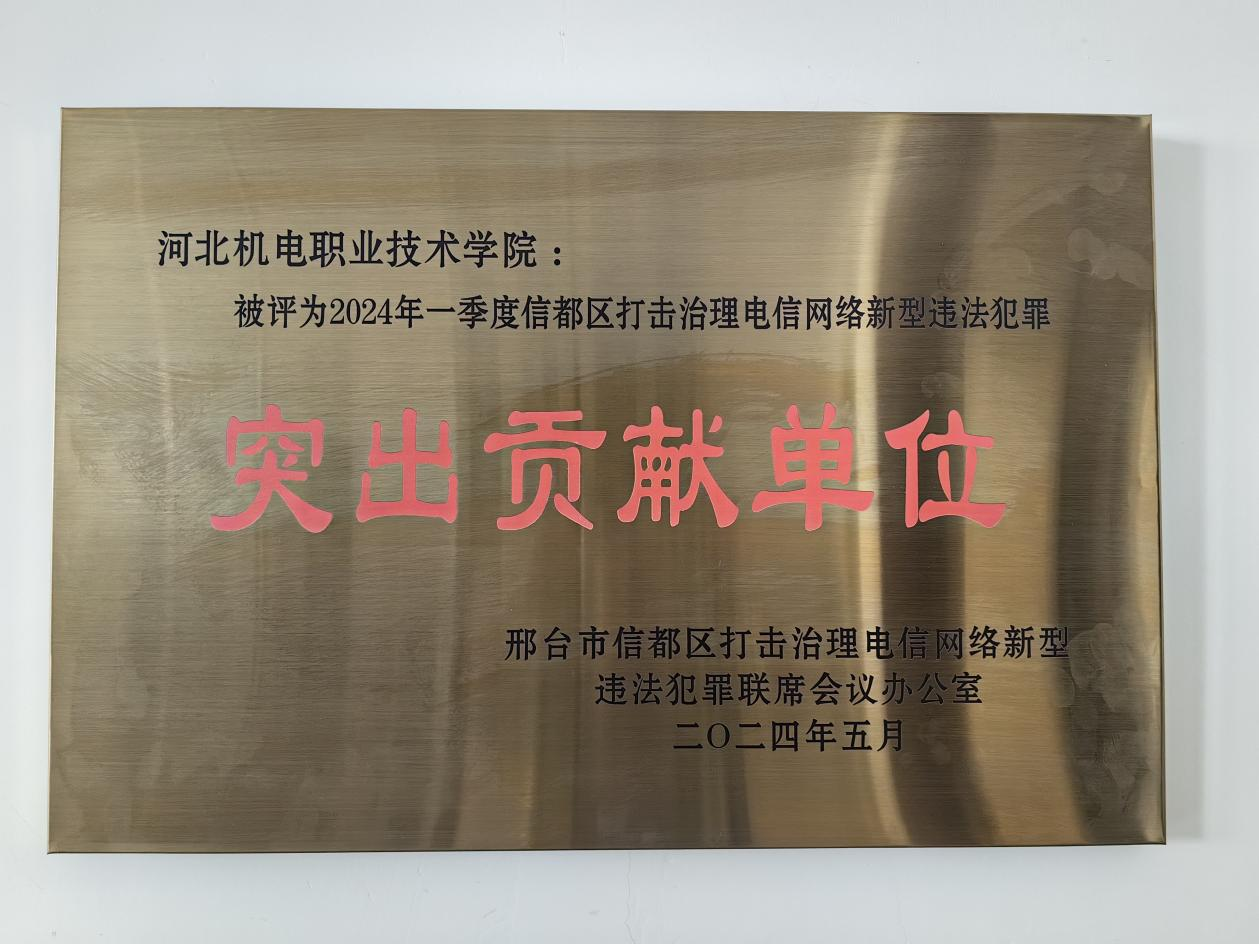 河北机电职业技术学院：
被评为2024年一季度信都区打击治理电信网络新型违法犯罪
突出贡献单位
邢台市信都区打击治理电信网络新型
违法犯罪联席会议办公室
二〇二四年五月